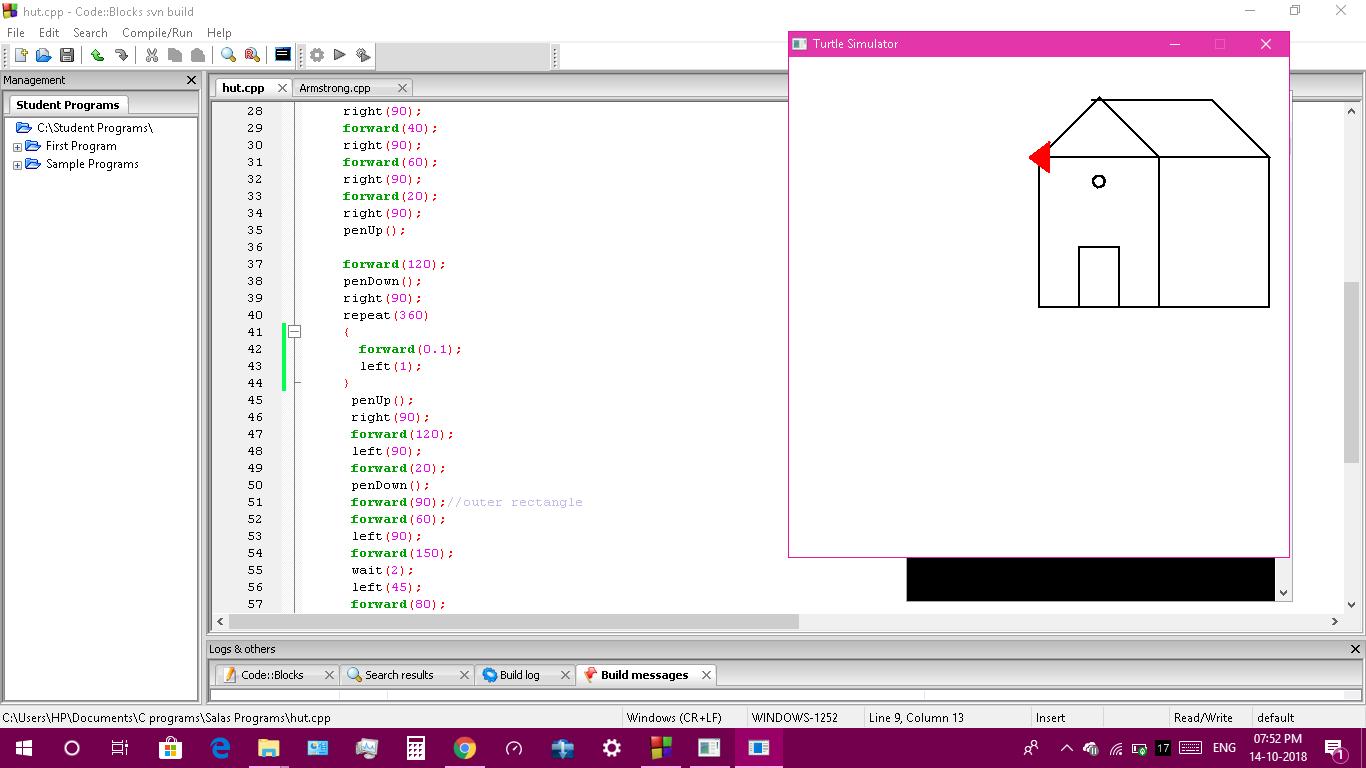 hut.cpp - Code::Blocks svn build
File Edit Search Compile/Run Help
Turtle Simulator
Management
Student Programs
C:\Student Programs\
First Program
Sample Programs
hut.cpp
Armstrong.cpp
28 right(90);
29 forward(40);
30 right(90);
31 forward(60);
32 right(90);
33 forward(20);
34 right(90);
35 penUp();
36
37 forward(120);
38 penDown();
39 right(90);
40 repeat(360)
41 {
42 forward(0.1);
43 left(1);
44 }
45 penUp();
46 right(90);
47 forward(120);
48 left(90);
49 forward(20);
50 penDown();
51 forward(90);//outer rectangle
52 forward(60);
53 left(90);
54 forward(150);
55 wait(2);
56 left(45);
57 forward(80);
Logs & others
Code::Blocks Search results Build log Build messages
C:\Users\HP\Documents\C programs\Salas Programs\hut.cpp Windows (CR+LF) WINDOWS-1252 Line 9, Column 13 Insert Read/Write default
17 ENG 07:52 PM
14-10-2018
1